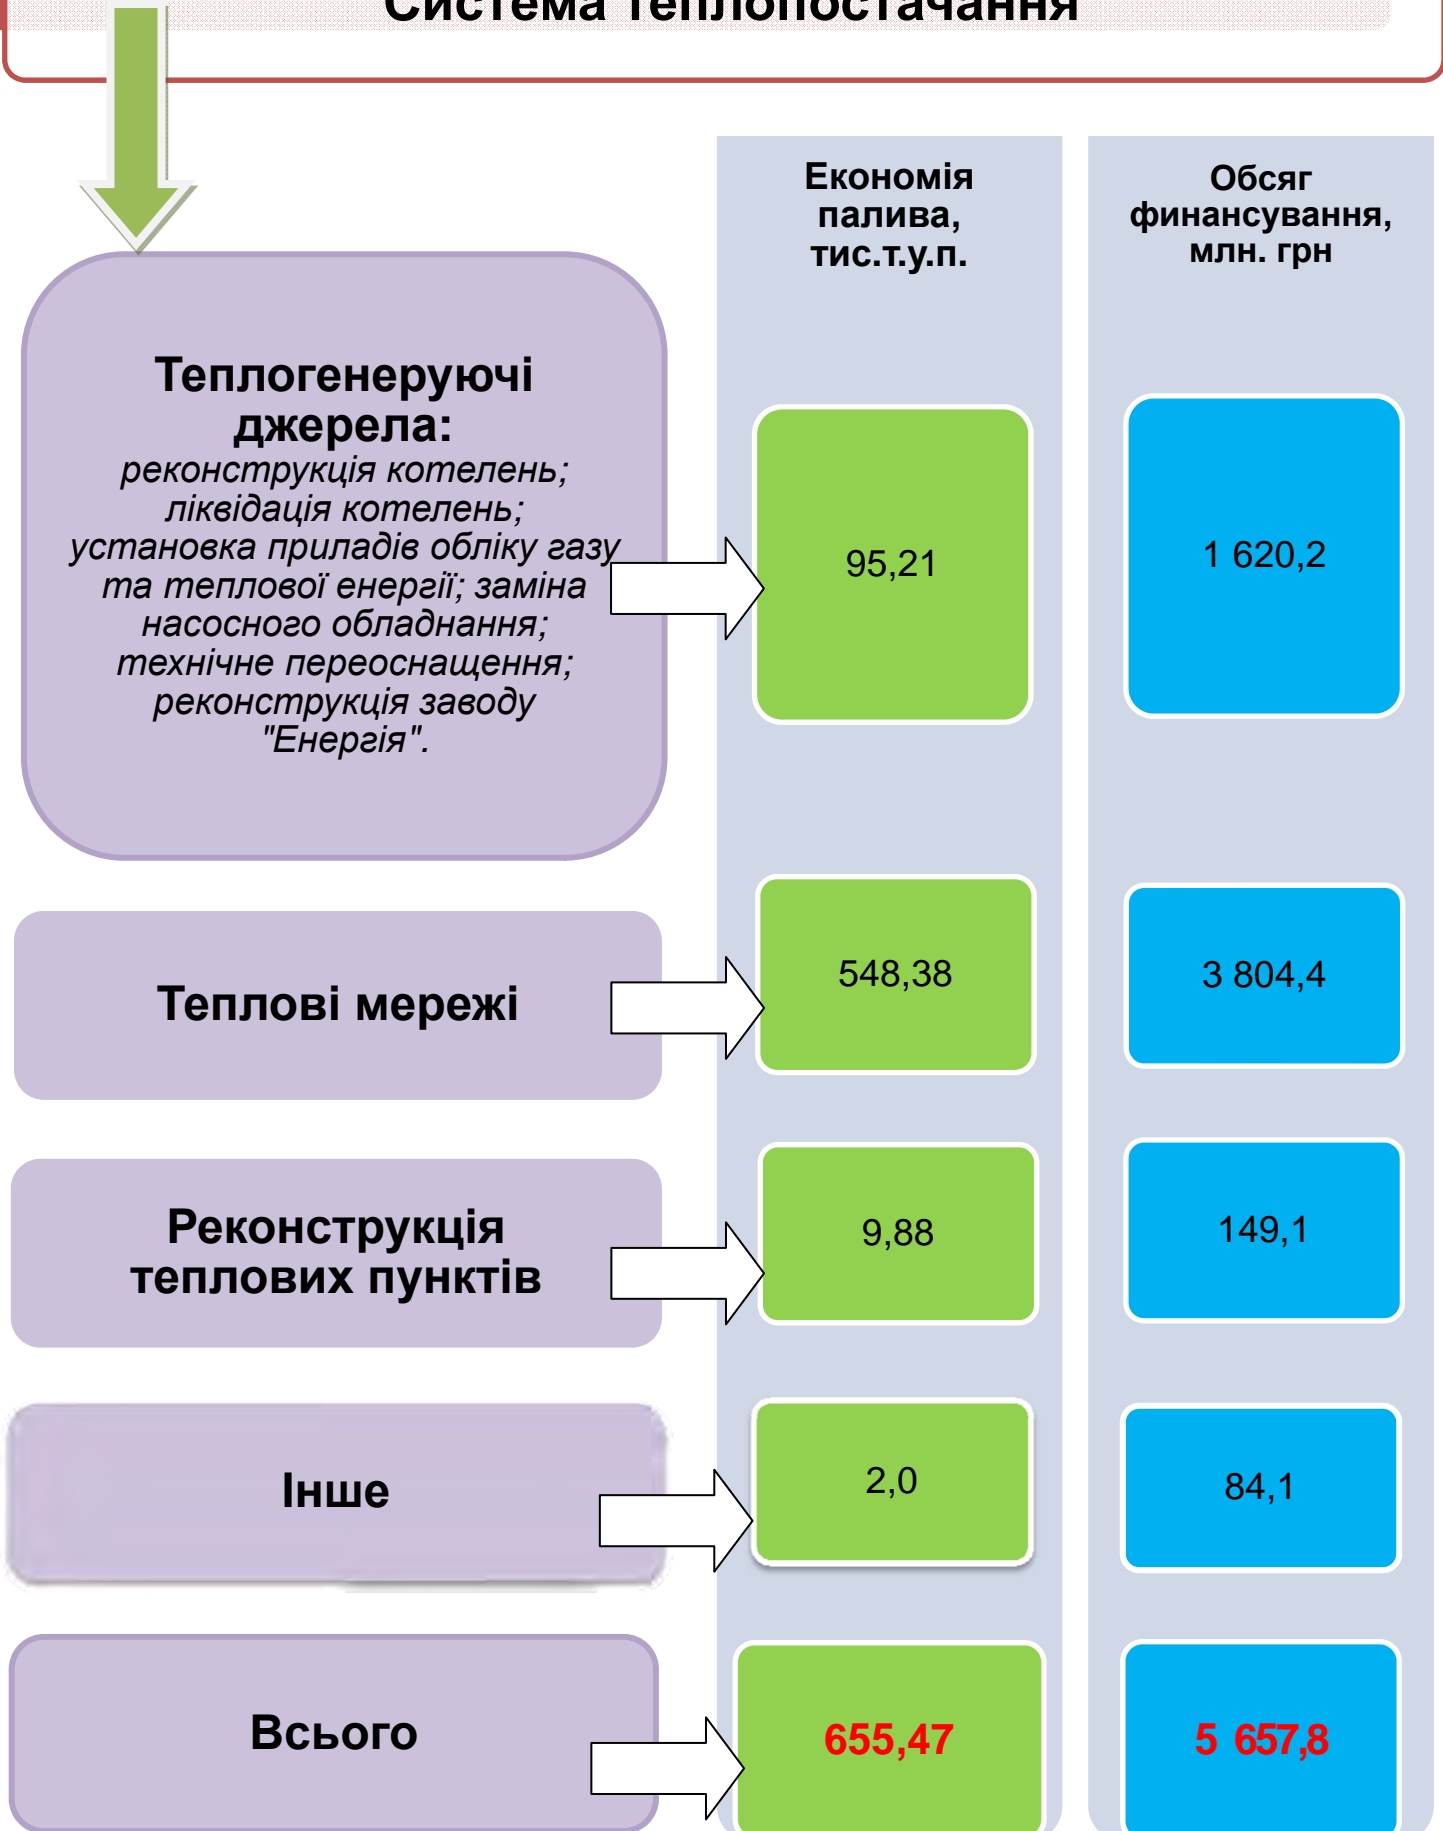 Система теплопостачання
Економія
палива,
тис.т.у.п.
Обсяг
финансування,
млн. грн
Теплогенеруючі
джерела:
реконструкція котелень;
ліквідація котелень;
установка приладів обліку газу
та теплової енергії; заміна
насосного обладнання;
технічне переоснащення;
реконструкція заводу
"Енергія".
95,21
1 620,2
Теплові мережі
548,38
3 804,4
Реконструкція
теплових пунктів
9,88
149,1
Інше
2,0
84,1
Всього
655,47
5 657,8